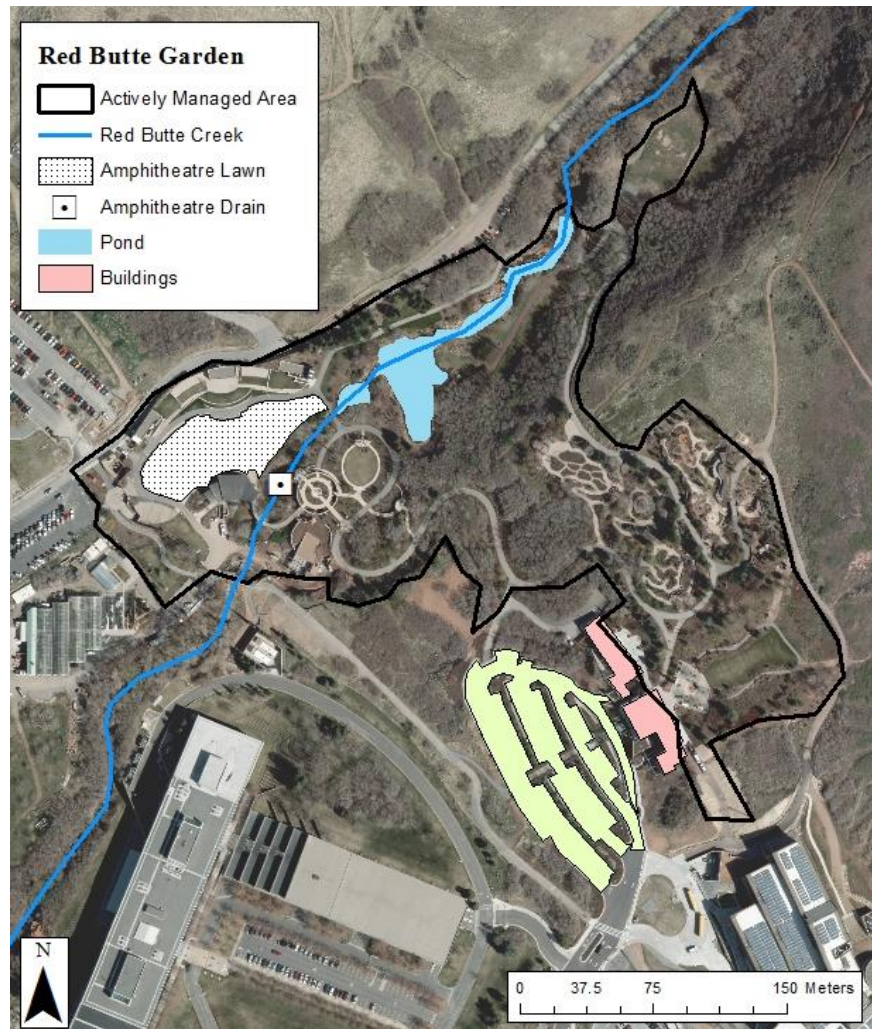 Red Butte Garden
Actively Managed Area
Red Butte Creek
Amphitheatre Lawn
Amphitheatre Drain
Pond
Buildings
N
0 37.5 75 150 Meters